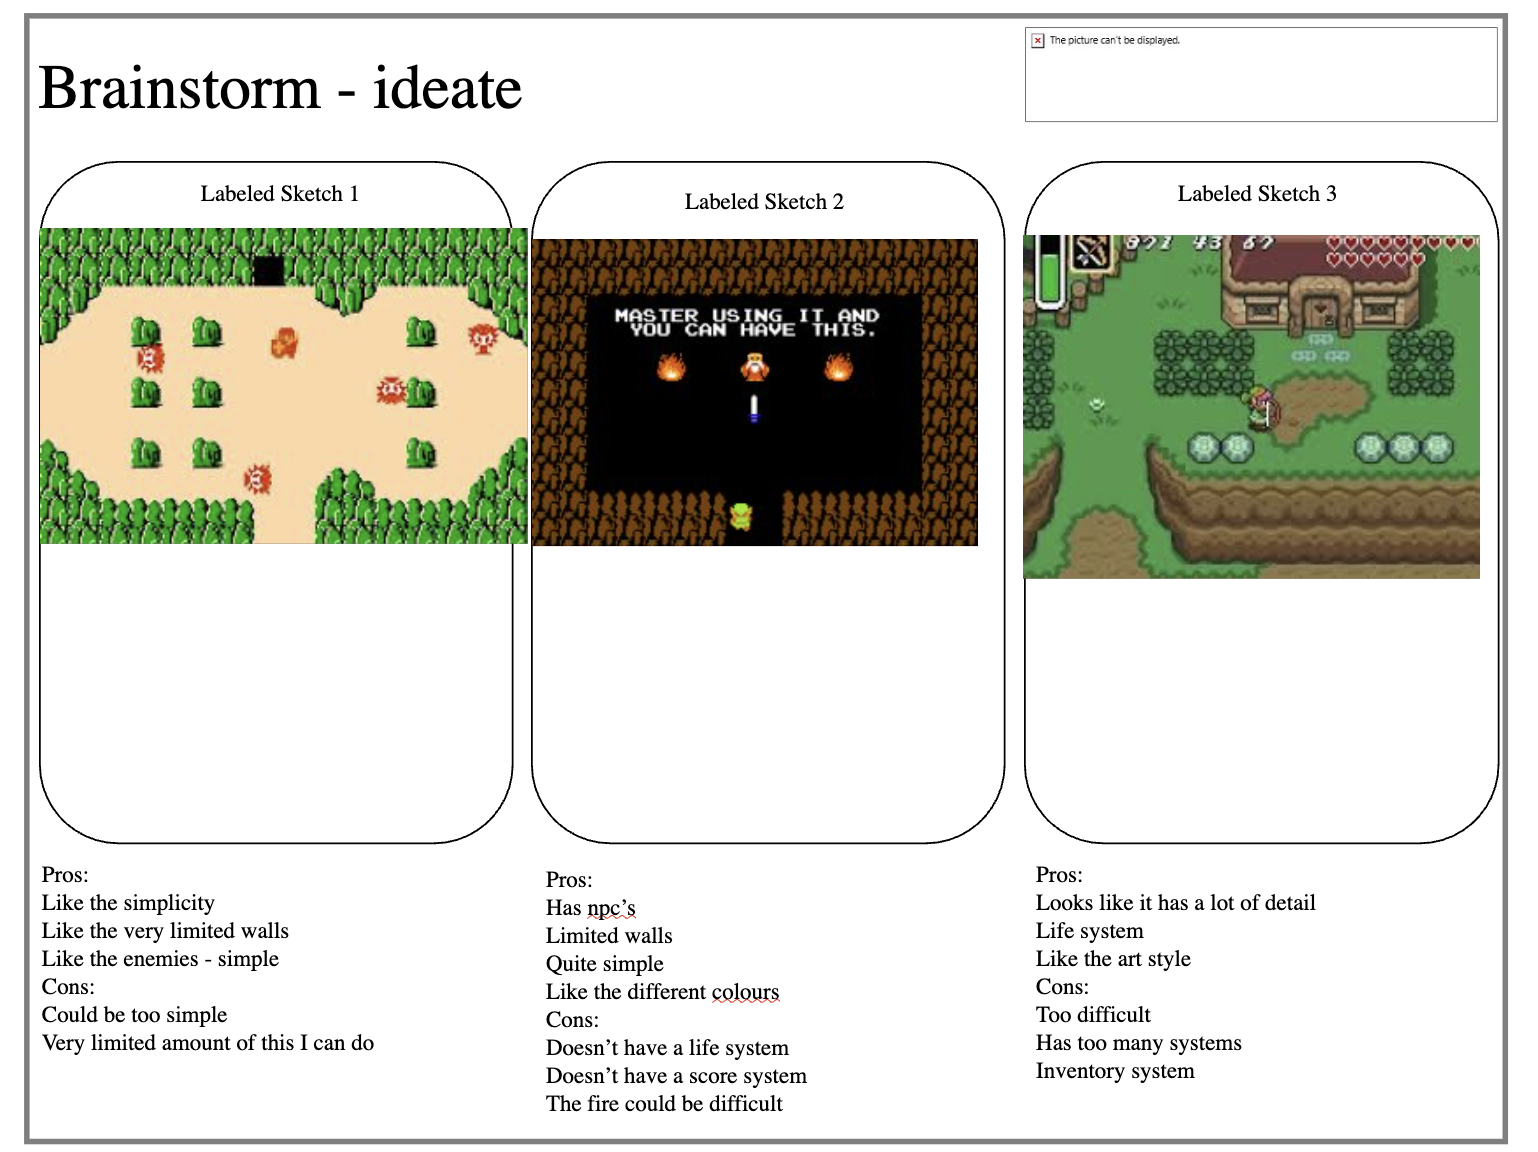 The picture can't be displayed.
Brainstorm - ideate
Labeled Sketch 1
Labeled Sketch 2
MASTER USING IT AND
YOU CAN HAVE THIS.
Labeled Sketch 3
871 43 67
Pros:
Like the simplicity
Like the very limited walls
Like the enemies - simple
Cons:
Could be too simple
Very limited amount of this I can do
Pros:
Has npc’s
Limited walls
Quite simple
Like the different colours
Cons:
Doesn’t have a life system
Doesn’t have a score system
The fire could be difficult
Pros:
Looks like it has a lot of detail
Life system
Like the art style
Cons:
Too difficult
Has too many systems
Inventory system